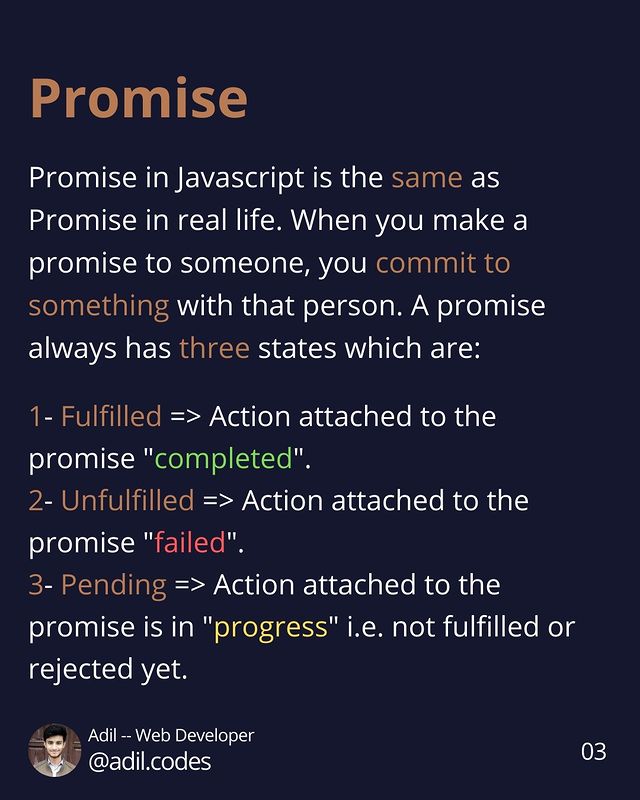 Promise
Promise in Javascript is the same as
Promise in real life. When you make a
promise to someone, you commit to
something with that person. A promise
always has three states which are:
1- Fulfilled => Action attached to the
promise "completed".
2- Unfulfilled => Action attached to the
promise "failed".
3- Pending => Action attached to the
promise is in "progress" i.e. not fulfilled or
rejected yet.
Adil -- Web Developer
@adil.codes
03